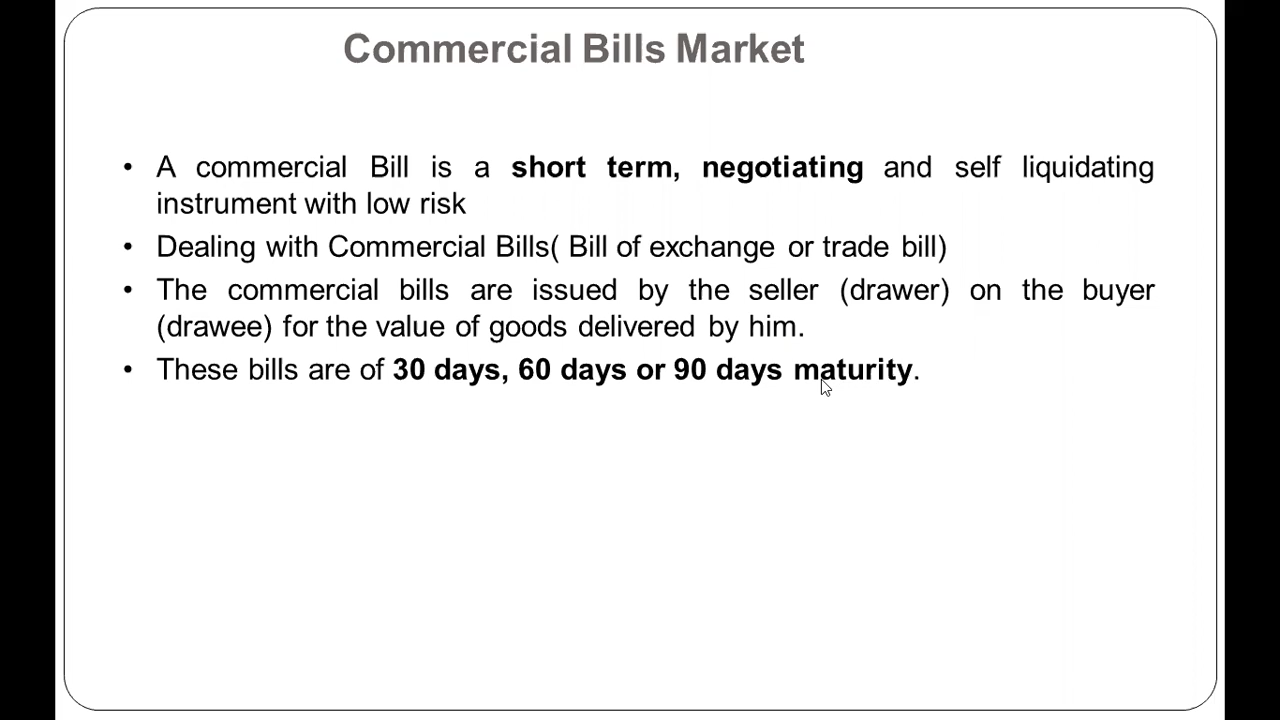 Commercial Bills Market
• A commercial Bill is a short term, negotiating and self liquidating
instrument with low risk
• Dealing with Commercial Bills( Bill of exchange or trade bill)
• The commercial bills are issued by the seller (drawer) on the buyer
(drawee) for the value of goods delivered by him.
• These bills are of 30 days, 60 days or 90 days maturity.